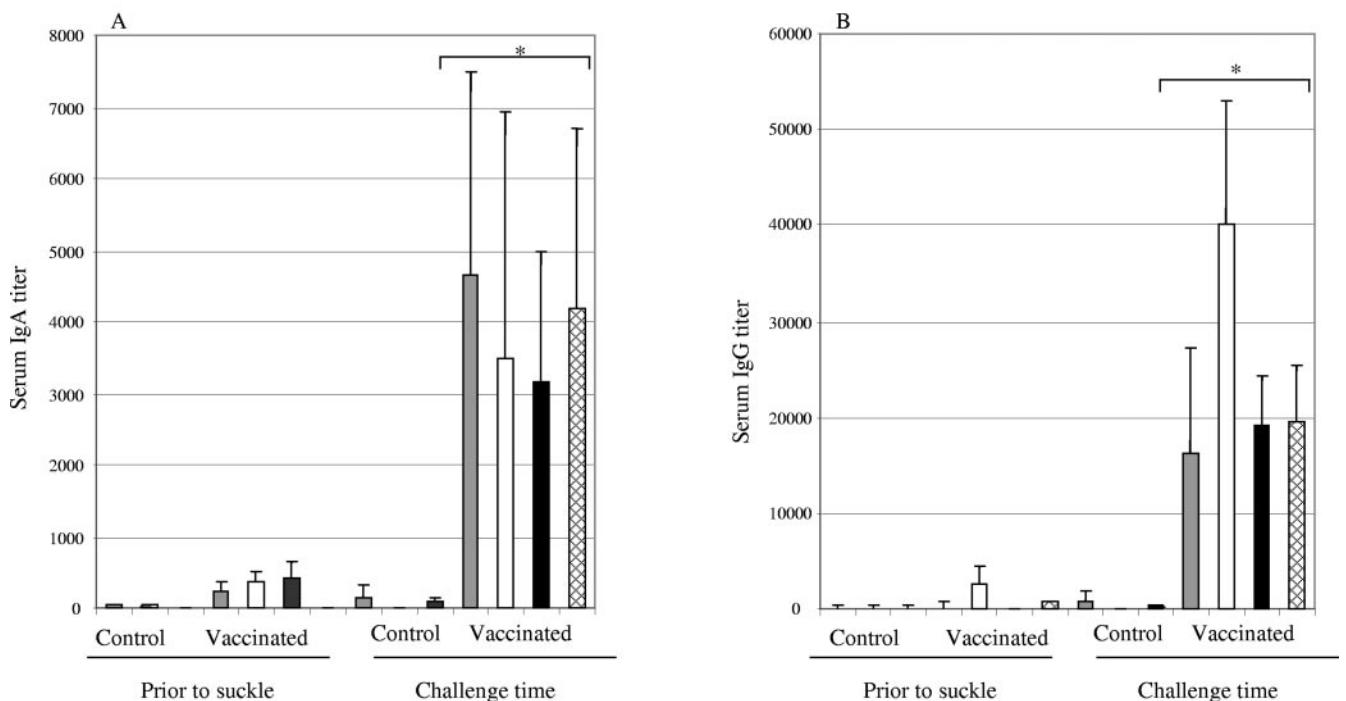 A
8000
7000
6000
5000
4000
3000
2000
1000
0
Serum IgA titer
*
Control Vaccinated Control Vaccinated
Prior to suckle Challenge time
B
60000
50000
40000
30000
20000
10000
0
Serum IgG titer
*
Control Vaccinated Control Vaccinated
Prior to suckle Challenge time